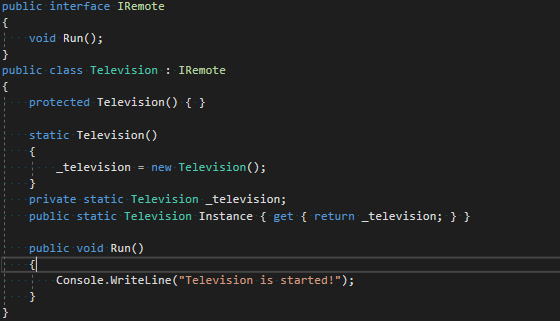 public interface IRemote
{
void Run();
}
public class Television : IRemote
{
protected Television() { }
static Television()
{
_television = new Television();
}
private static Television _television;
public static Television Instance { get { return _television; } }
public void Run()
{
Console.WriteLine("Television is started!");
}
}